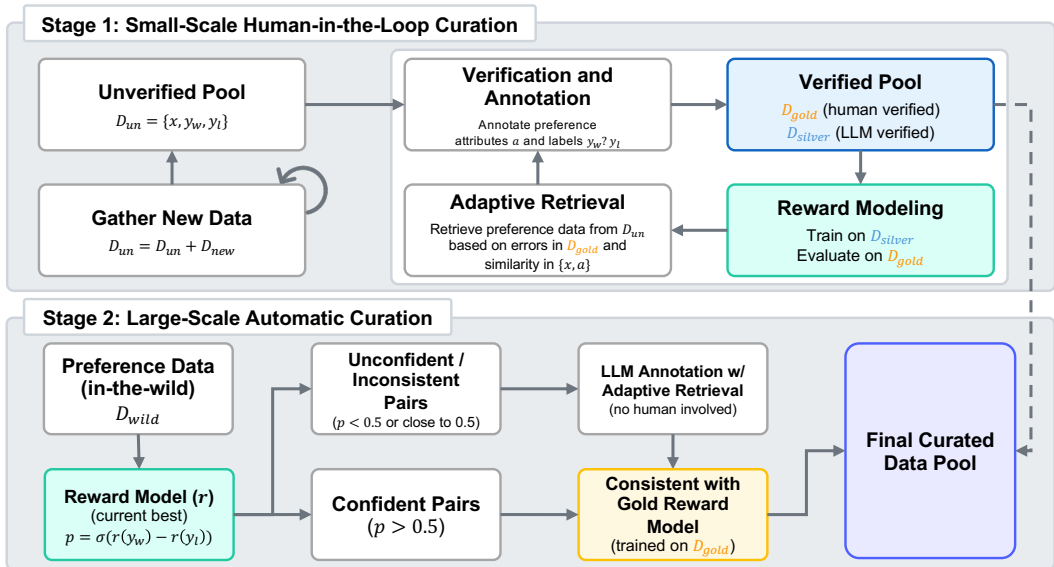 Stage 1: Small-Scale Human-in-the-Loop Curation
Unverified Pool
D_un = {x, y_w, y_l}
Gather New Data
D_un = D_un + D_new
Verification and
Annotation
Annotate preference
attributes a and labels y_w? y_l
Verified Pool
D_gold (human verified)
D_silver (LLM verified)
Adaptive Retrieval
Retrieve preference data from D_un
based on errors in D_gold and
similarity in {x, a}
Reward Modeling
Train on D_silver
Evaluate on D_gold
Stage 2: Large-Scale Automatic Curation
Preference Data
(in-the-wild)
D_wild
Reward Model (r)
(current best)
p = σ(r(y_w) − r(y_l))
Unconfident /
Inconsistent
Pairs
(p < 0.5 or close to 0.5)
Confident Pairs
(p > 0.5)
LLM Annotation w/
Adaptive Retrieval
(no human involved)
Consistent with
Gold Reward
Model
(trained on D_gold)
Final Curated
Data Pool